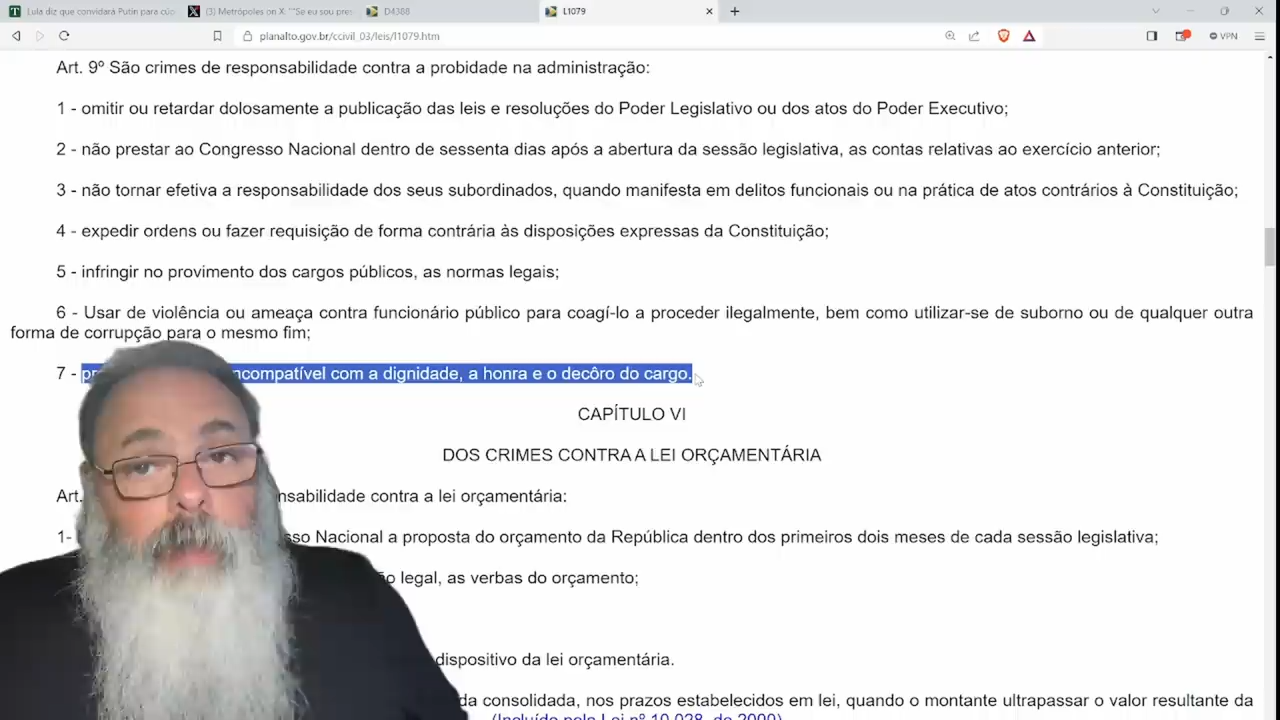 Lula diz que convidará Putin para cúp
(3) Metrópoles on X: "“Se eu sou pres
D4388
L1079
planalto.gov.br/ccivil_03/leis/l1079.htm
VPN
Art. 9º São crimes de responsabilidade contra a probidade na administração:
1 - omitir ou retardar dolosamente a publicação das leis e resoluções do Poder Legislativo ou dos atos do Poder Executivo;
2 - não prestar ao Congresso Nacional dentro de sessenta dias após a abertura da sessão legislativa, as contas relativas ao exercício anterior;
3 - não tornar efetiva a responsabilidade dos seus subordinados, quando manifesta em delitos funcionais ou na prática de atos contrários à Constituição;
4 - expedir ordens ou fazer requisição de forma contrária às disposições expressas da Constituição;
5 - infringir no provimento dos cargos públicos, as normas legais;
6 - Usar de violência ou ameaça contra funcionário público para coagí-lo a proceder ilegalmente, bem como utilizar-se de suborno ou de qualquer outra
forma de corrupção para o mesmo fim;
7 - incompatível com a dignidade, a honra e o decôro do cargo.
CAPÍTULO VI
DOS CRIMES CONTRA A LEI ORÇAMENTÁRIA
Art. contra a lei orçamentária:
1- Nacional a proposta do orçamento da República dentro dos primeiros dois meses de cada sessão legislativa;
legal, as verbas do orçamento;
dispositivo da lei orçamentária.
da consolidada, nos prazos estabelecidos em lei, quando o montante ultrapassar o valor resultante da
(Incluído pela Lei nº 10.028, de 2000)